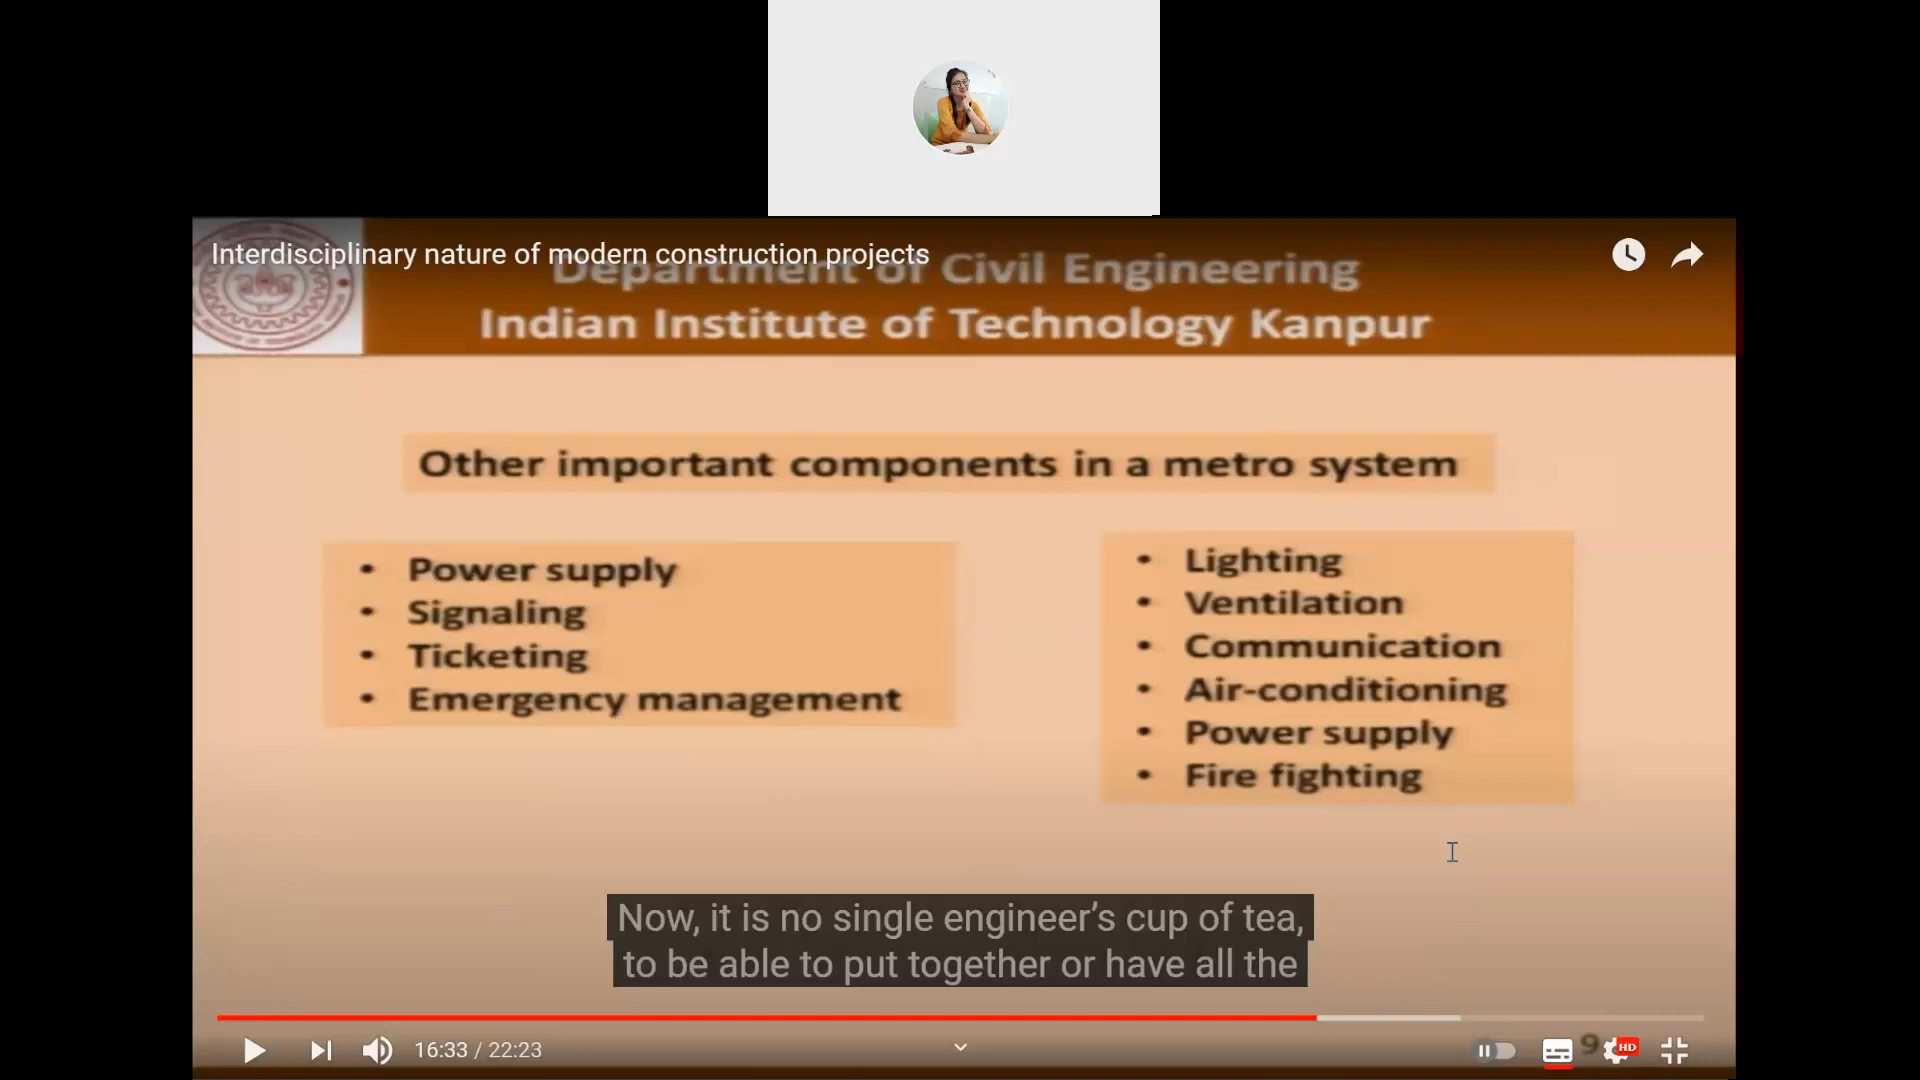 Interdisciplinary nature of modern construction projects
Department of Civil Engineering
Indian Institute of Technology Kanpur
Other important components in a metro system
• Power supply
• Signaling
• Ticketing
• Emergency management
• Lighting
• Ventilation
• Communication
• Air-conditioning
• Power supply
• Fire fighting
Now, it is no single engineer’s cup of tea,
to be able to put together or have all the
16:33 / 22:23
9
HD